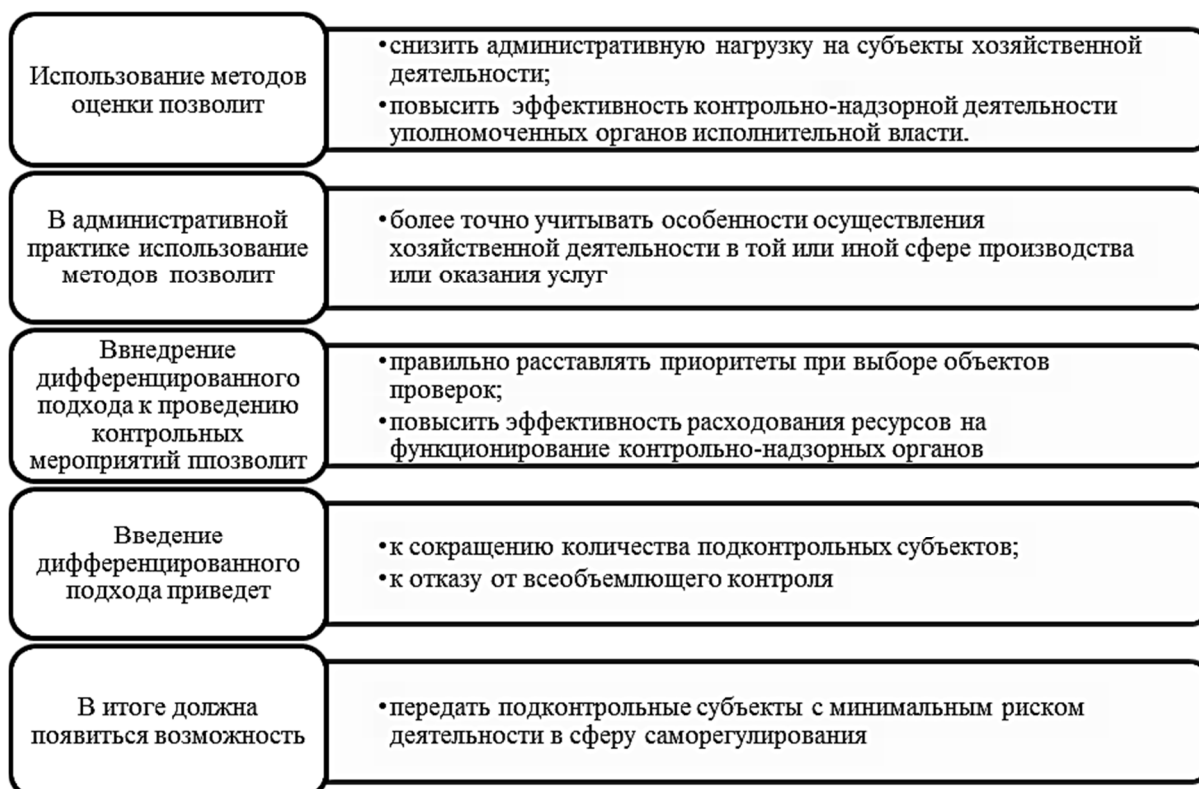 Использование методов
оценки позволит
•снизить административную нагрузку на субъекты хозяйственной
деятельности;
•повысить эффективность контрольно-надзорной деятельности
уполномоченных органов исполнительной власти.
В административной
практике использование
методов позволит
•более точно учитывать особенности осуществления
хозяйственной деятельности в той или иной сфере производства
или оказания услуг
Ввнедрение
дифференцированного
подхода к проведению
контрольных
мероприятий ппозволит
•правильно расставлять приоритеты при выборе объектов
проверок;
•повысить эффективность расходования ресурсов на
функционирование контрольно-надзорных органов
Введение
дифференцированного
подхода приведет
•к сокращению количества подконтрольных субъектов;
•к отказу от всеобъемлющего контроля
В итоге должна
появиться возможность
•передать подконтрольные субъекты с минимальным риском
деятельности в сферу саморегулирования